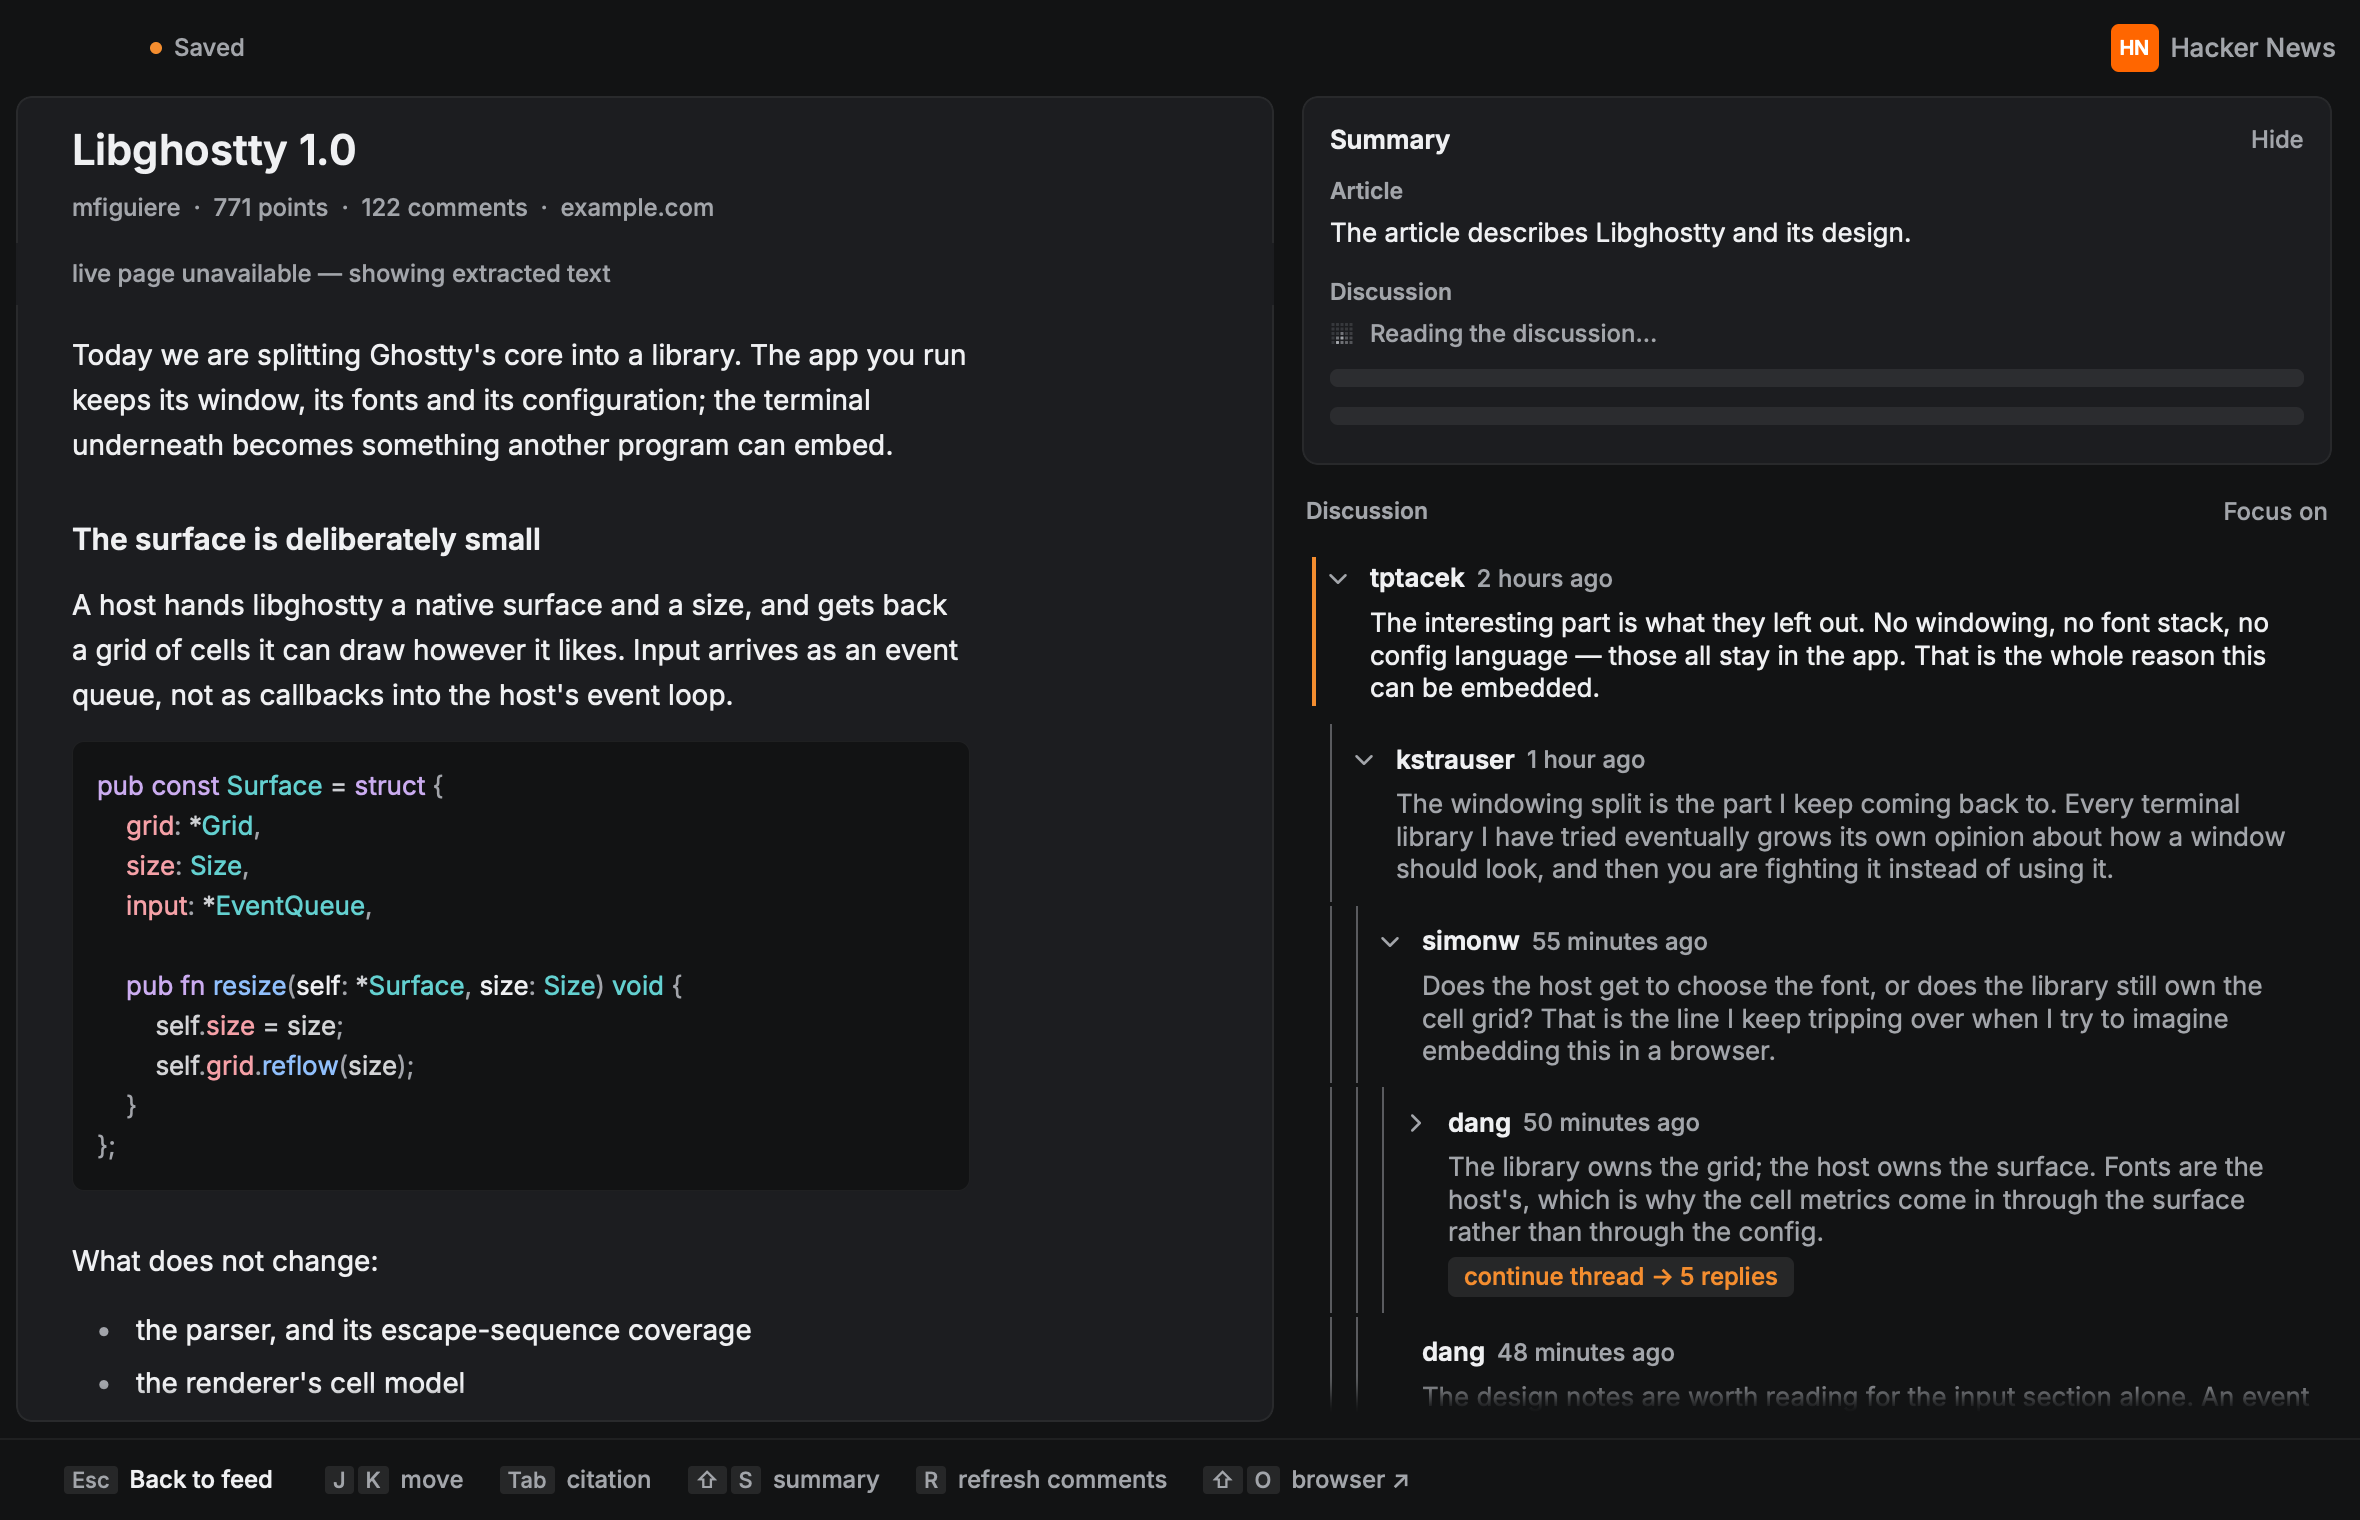 Saved
HN Hacker News
Libghostty 1.0
mfiguiere · 771 points · 122 comments · example.com
live page unavailable — showing extracted text
Today we are splitting Ghostty's core into a library. The app you run
keeps its window, its fonts and its configuration; the terminal
underneath becomes something another program can embed.
The surface is deliberately small
A host hands libghostty a native surface and a size, and gets back
a grid of cells it can draw however it likes. Input arrives as an event
queue, not as callbacks into the host's event loop.
pub const Surface = struct {
grid: *Grid,
size: Size,
input: *EventQueue,
pub fn resize(self: *Surface, size: Size) void {
self.size = size;
self.grid.reflow(size);
}
};
What does not change:
• the parser, and its escape-sequence coverage
• the renderer's cell model
Summary
Hide
Article
The article describes Libghostty and its design.
Discussion
Reading the discussion...
Discussion
Focus on
tptacek 2 hours ago
The interesting part is what they left out. No windowing, no font stack, no
config language — those all stay in the app. That is the whole reason this
can be embedded.
kstrauser 1 hour ago
The windowing split is the part I keep coming back to. Every terminal
library I have tried eventually grows its own opinion about how a window
should look, and then you are fighting it instead of using it.
simonw 55 minutes ago
Does the host get to choose the font, or does the library still own the
cell grid? That is the line I keep tripping over when I try to imagine
embedding this in a browser.
dang 50 minutes ago
The library owns the grid; the host owns the surface. Fonts are the
host's, which is why the cell metrics come in through the surface
rather than through the config.
continue thread → 5 replies
dang 48 minutes ago
The design notes are worth reading for the input section alone. An event
Esc Back to feed J K move Tab citation ⇧ S summary R refresh comments ⇧ O browser ↗